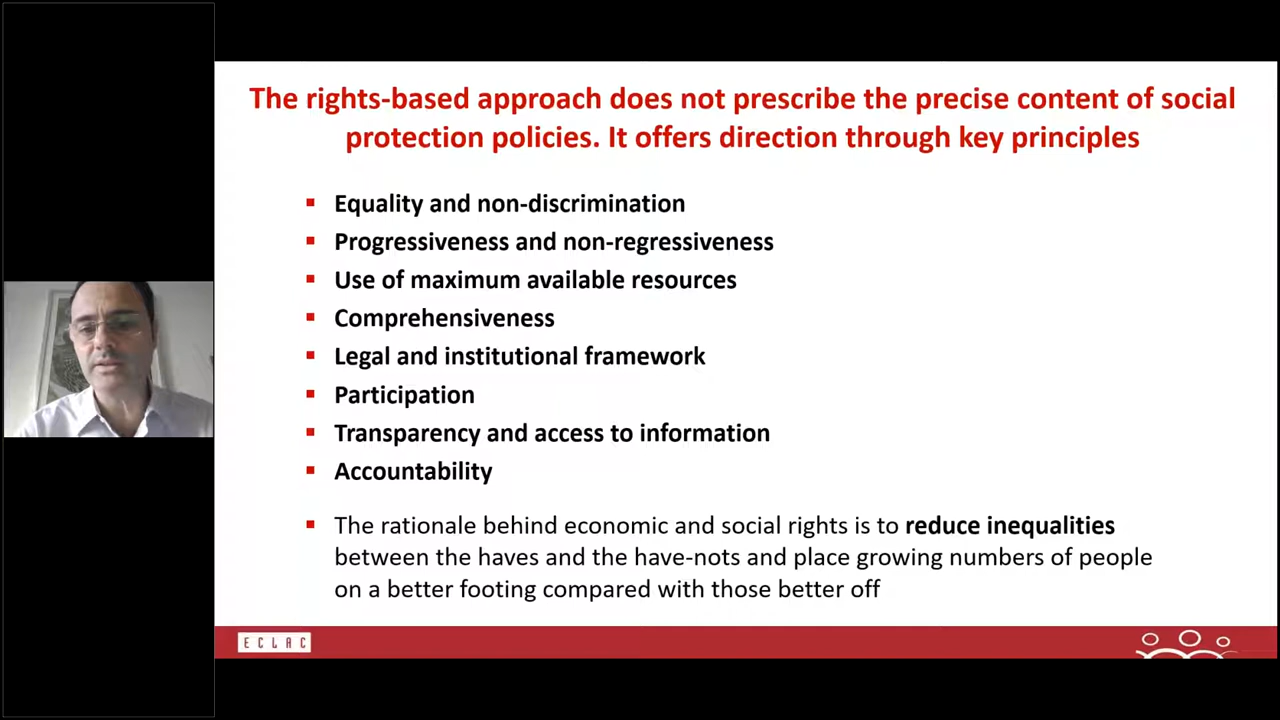 The rights-based approach does not prescribe the precise content of social
protection policies. It offers direction through key principles
Equality and non-discrimination
Progressiveness and non-regressiveness
Use of maximum available resources
Comprehensiveness
Legal and institutional framework
Participation
Transparency and access to information
Accountability
The rationale behind economic and social rights is to reduce inequalities
between the haves and the have-nots and place growing numbers of people
on a better footing compared with those better off
ECLAC